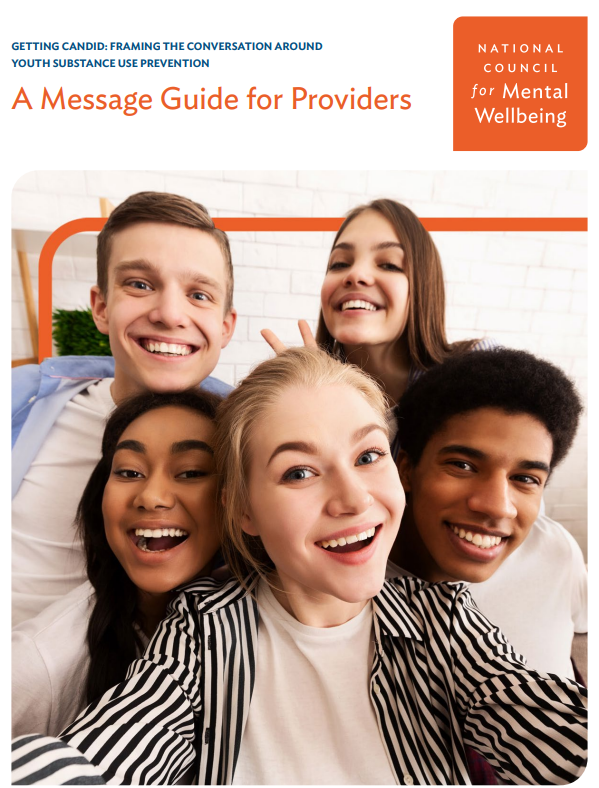 GETTING CANDID: FRAMING THE CONVERSATION AROUND
YOUTH SUBSTANCE USE PREVENTION
A Message Guide for Providers
NATIONAL
COUNCIL
for Mental
Wellbeing